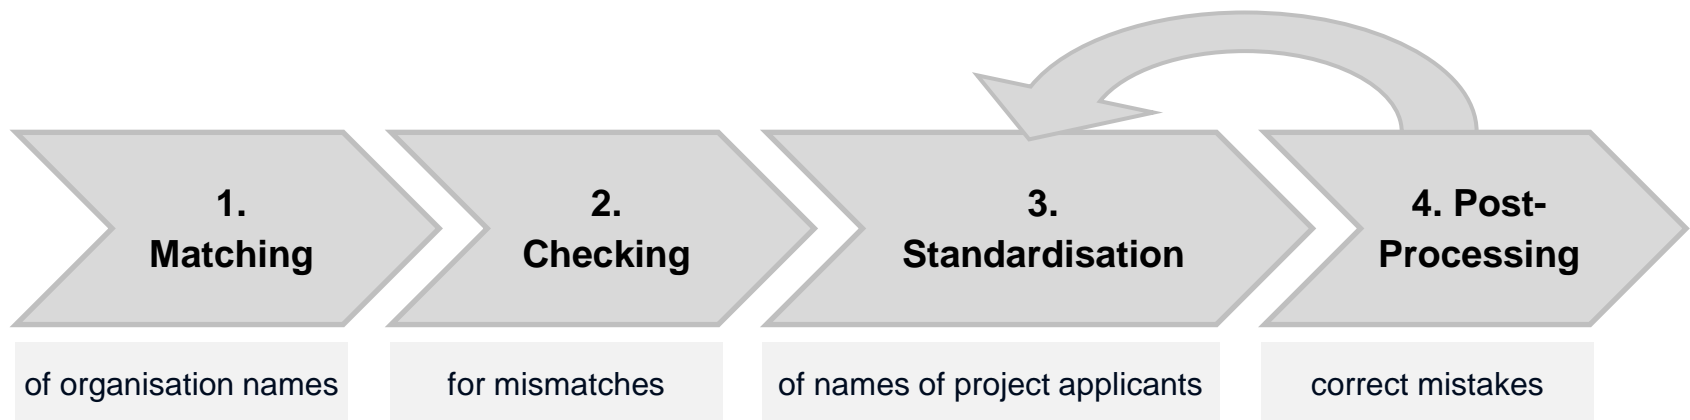 1.
Matching
2.
Checking
3.
Standardisation
4. Post-
Processing
of organisation names
for mismatches
of names of project applicants
correct mistakes